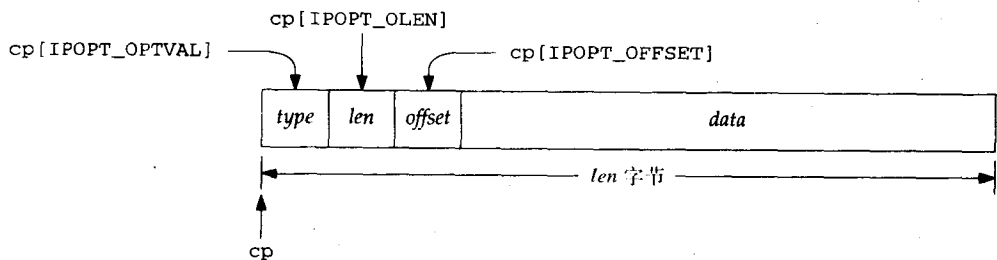 cp[IPOPT_OLEN]
cp[IPOPT_OPTVAL]
cp[IPOPT_OFFSET]
type len offset data
len 字节
cp